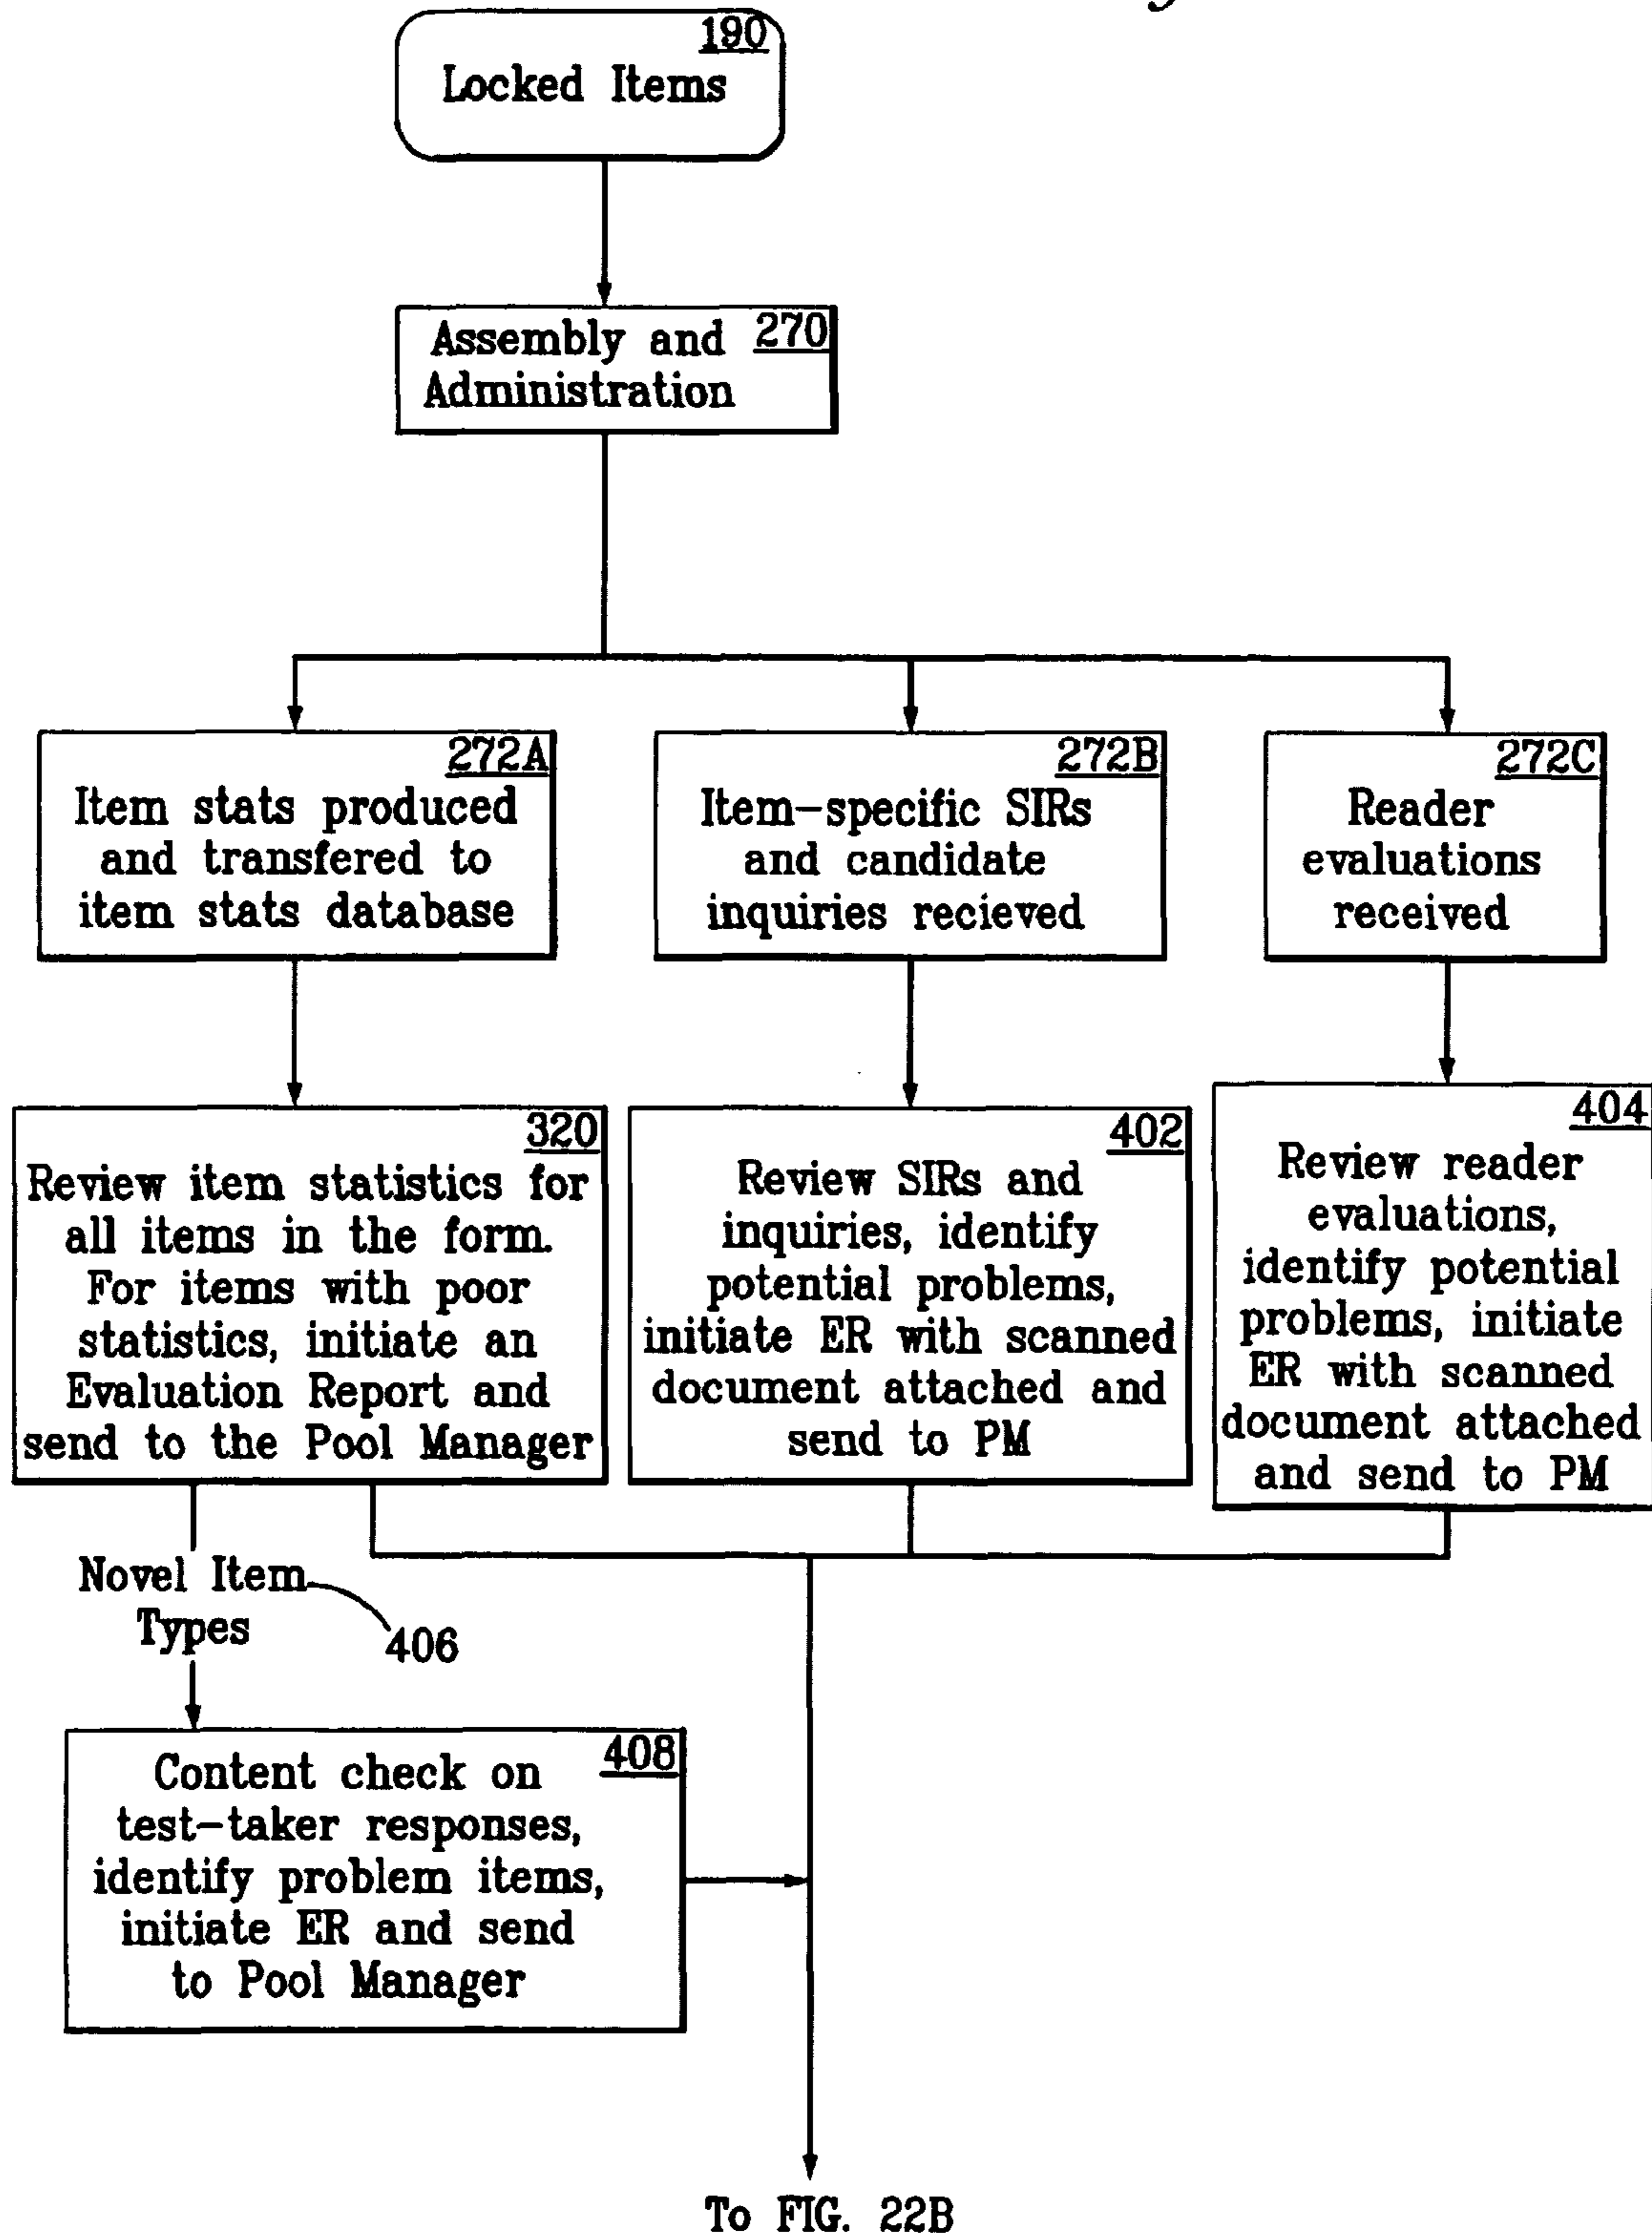 190
Locked Items
Assembly and 270
Administration
272A
Item stats produced
and transfered to
item stats database
272B
Item-specific SIRs
and candidate
inquiries recieved
272C
Reader
evaluations
received
320
Review item statistics for
all items in the form.
For items with poor
statistics, initiate an
Evaluation Report and
send to the Pool Manager
402
Review SIRs and
inquiries, identify
potential problems,
initiate ER with scanned
document attached and
send to PM
404
Review reader
evaluations,
identify potential
problems, initiate
ER with scanned
document attached
and send to PM
Novel Item
Types
406
408
Content check on
test-taker responses,
identify problem items,
initiate ER and send
to Pool Manager
To FIG. 22B